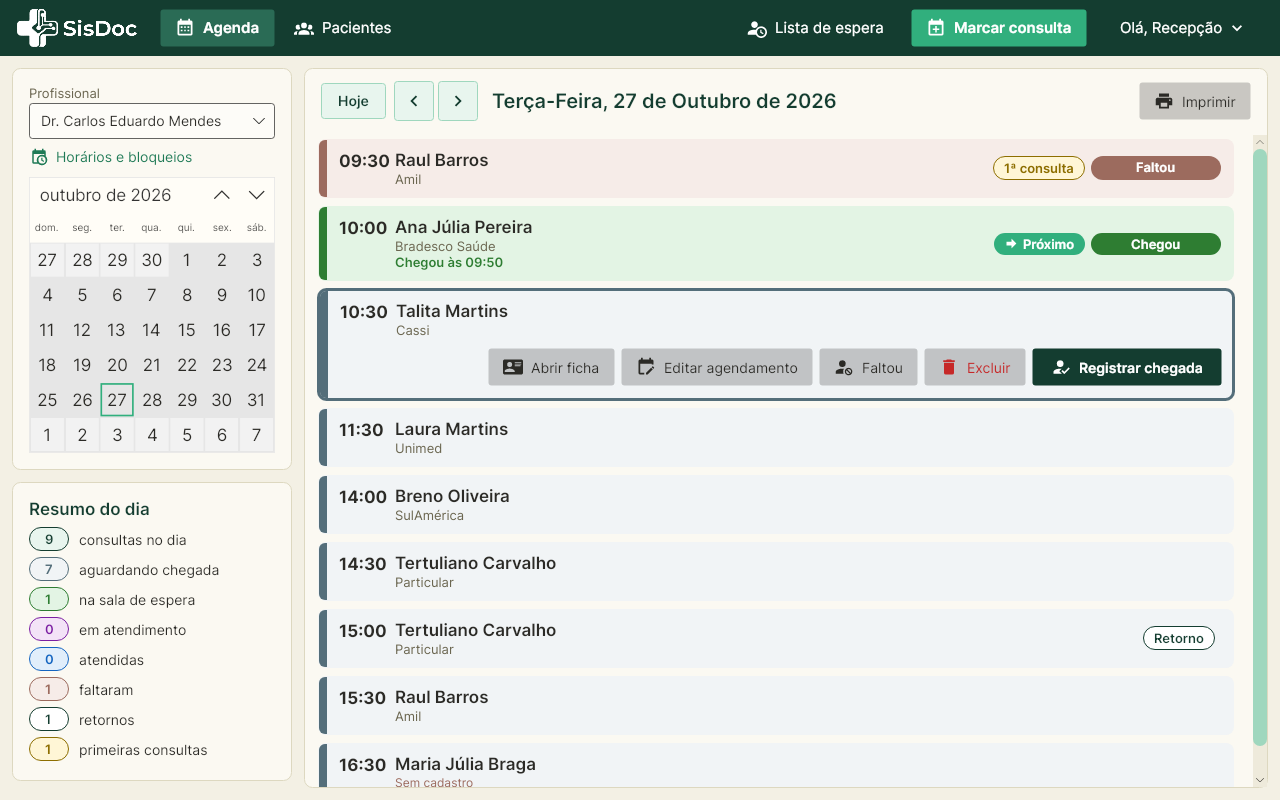 SisDoc
Agenda
Pacientes
Lista de espera
Marcar consulta
Olá, Recepção
Profissional
Dr. Carlos Eduardo Mendes
Horários e bloqueios
outubro de 2026
dom. seg. ter. qua. qui. sex. sáb.
27 28 29 30 1 2 3
4 5 6 7 8 9 10
11 12 13 14 15 16 17
18 19 20 21 22 23 24
25 26 27 28 29 30 31
1 2 3 4 5 6 7
Resumo do dia
9 consultas no dia
7 aguardando chegada
1 na sala de espera
0 em atendimento
0 atendidas
1 faltaram
1 retornos
1 primeiras consultas
Hoje
Terça-Feira, 27 de Outubro de 2026
Imprimir
09:30 Raul Barros
Amil
1ª consulta
Faltou
10:00 Ana Júlia Pereira
Bradesco Saúde
Chegou às 09:50
Próximo
Chegou
10:30 Talita Martins
Cassi
Abrir ficha
Editar agendamento
Faltou
Excluir
Registrar chegada
11:30 Laura Martins
Unimed
14:00 Breno Oliveira
SulAmérica
14:30 Tertuliano Carvalho
Particular
15:00 Tertuliano Carvalho
Particular
Retorno
15:30 Raul Barros
Amil
16:30 Maria Júlia Braga
Sem cadastro